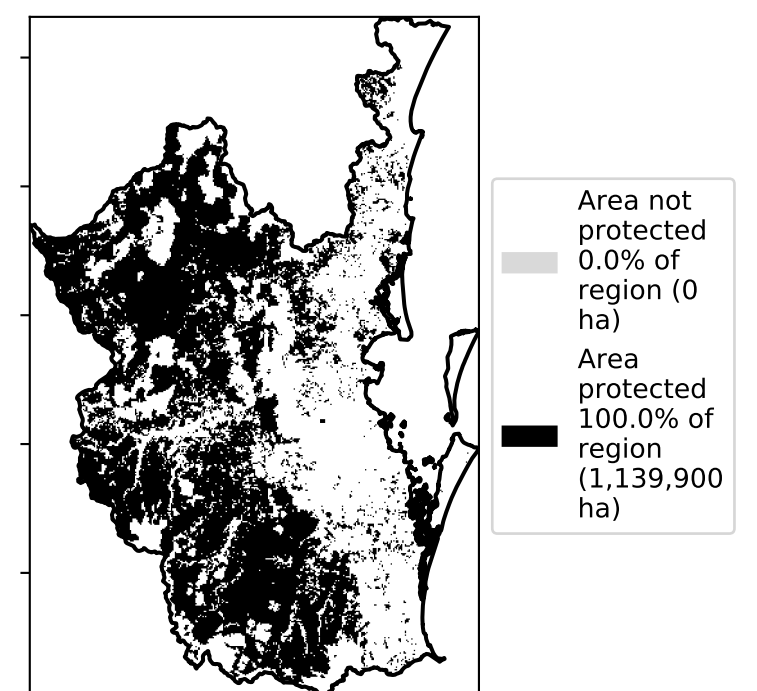 Area not
protected
0.0% of
region (0
ha)
Area
protected
100.0% of
region
(1,139,900
ha)